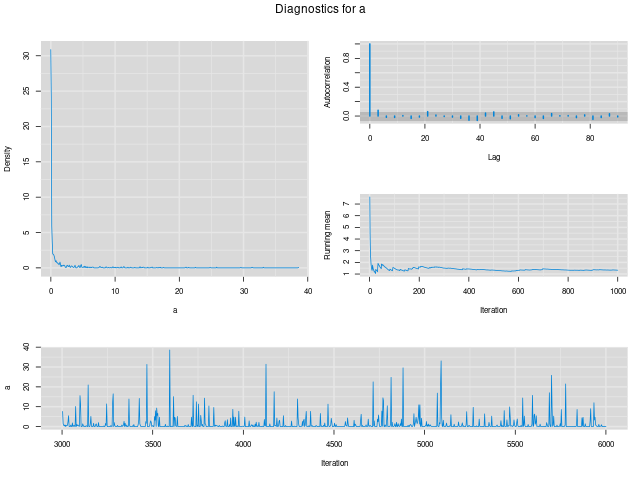 Diagnostics for a
Density
0 5 10 15 20 25 30
0 10 20 30 40
a
Autocorrelation
0.0 0.4 0.8
0 20 40 60 80
Lag
Running mean
1 2 3 4 5 6 7
0 200 400 600 800 1000
Iteration
a
0 10 20 30 40
3000 3500 4000 4500 5000 5500 6000
Iteration